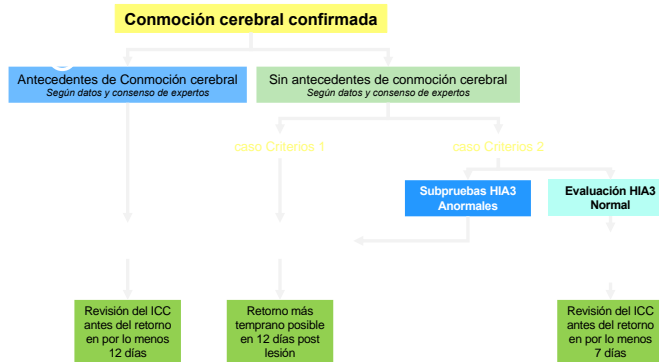 Conmoción cerebral confirmada
Antecedentes de Conmoción cerebral
Según datos y consenso de expertos
Sin antecedentes de conmoción cerebral
Según datos y consenso de expertos
caso Criterios 1
caso Criterios 2
Subpruebas HIA3
Anormales
Evaluación HIA3
Normal
Revisión del ICC
antes del retorno
en por lo menos
12 días
Retorno más
temprano posible
en 12 días post
lesión
Revisión del ICC
antes del retorno
en por lo menos
7 días